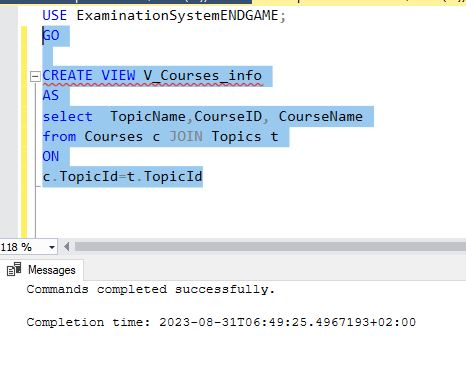 USE ExaminationSystemENDGAME;
GO
CREATE VIEW V_Courses_info
AS
select  TopicName,CourseID, CourseName
from Courses c JOIN Topics t
ON
c.TopicId=t.TopicId
118 %
Messages
Commands completed successfully.
Completion time: 2023-08-31T06:49:25.4967193+02:00